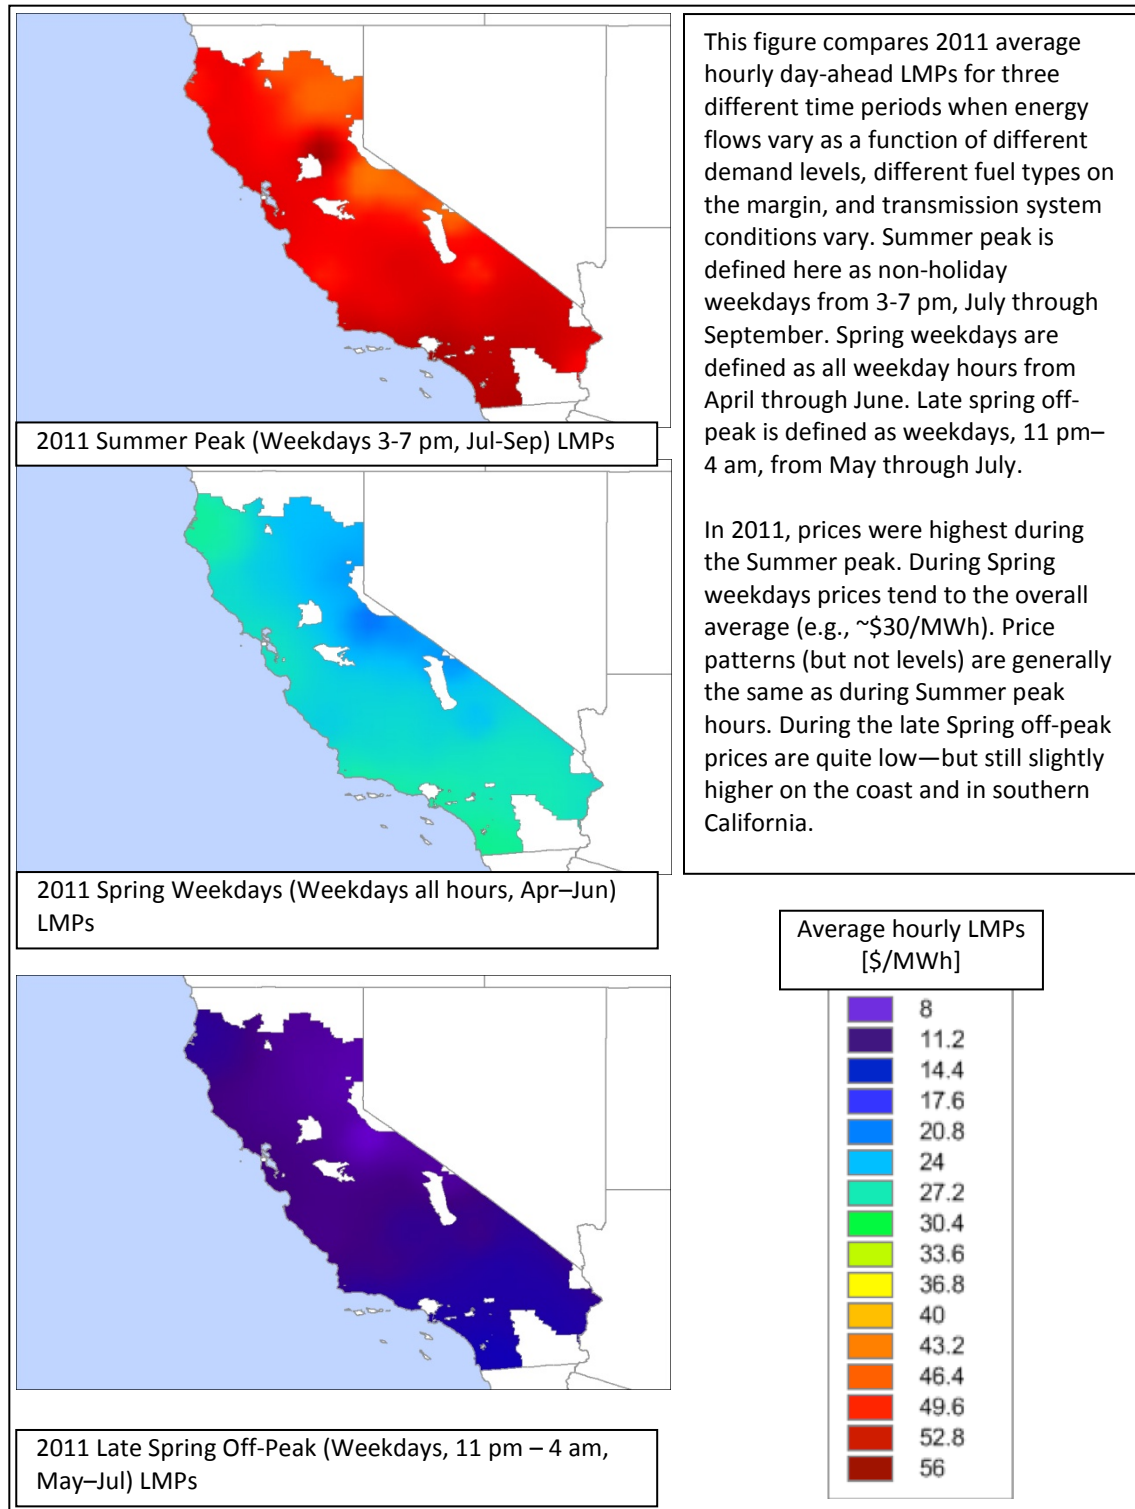 This figure compares 2011 average
hourly day-ahead LMPs for three
different time periods when energy
flows vary as a function of different
demand levels, different fuel types on
the margin, and transmission system
conditions vary. Summer peak is
defined here as non-holiday
weekdays from 3-7 pm, July through
September. Spring weekdays are
defined as all weekday hours from
April through June. Late spring off-
peak is defined as weekdays, 11 pm–
4 am, from May through July.
In 2011, prices were highest during
the Summer peak. During Spring
weekdays prices tend to the overall
average (e.g., ~$30/MWh). Price
patterns (but not levels) are generally
the same as during Summer peak
hours. During the late Spring off-peak
prices are quite low—but still slightly
higher on the coast and in southern
California.
2011 Summer Peak (Weekdays 3-7 pm, Jul-Sep) LMPs
2011 Spring Weekdays (Weekdays all hours, Apr–Jun)
LMPs
2011 Late Spring Off-Peak (Weekdays, 11 pm – 4 am,
May–Jul) LMPs
Average hourly LMPs
[$/MWh]
8
11.2
14.4
17.6
20.8
24
27.2
30.4
33.6
36.8
40
43.2
46.4
49.6
52.8
56